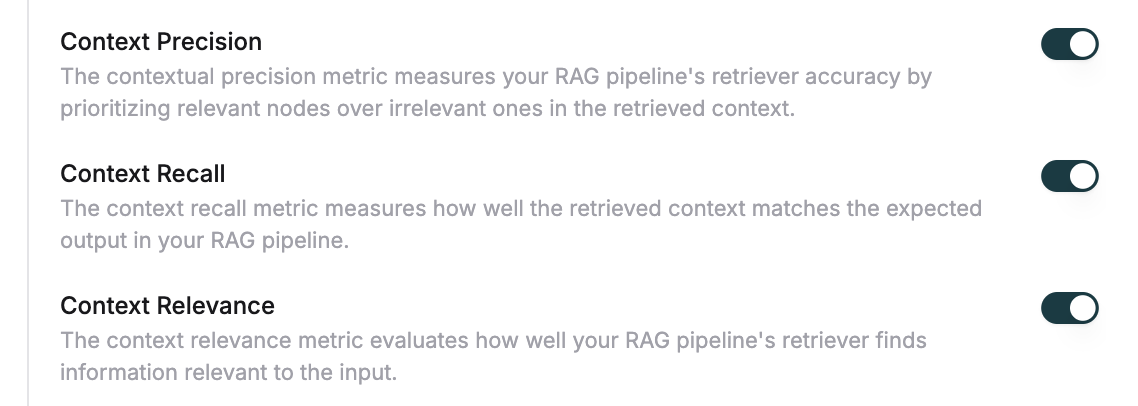 Context Precision
The contextual precision metric measures your RAG pipeline's retriever accuracy by
prioritizing relevant nodes over irrelevant ones in the retrieved context.
Context Recall
The context recall metric measures how well the retrieved context matches the expected
output in your RAG pipeline.
Context Relevance
The context relevance metric evaluates how well your RAG pipeline's retriever finds
information relevant to the input.